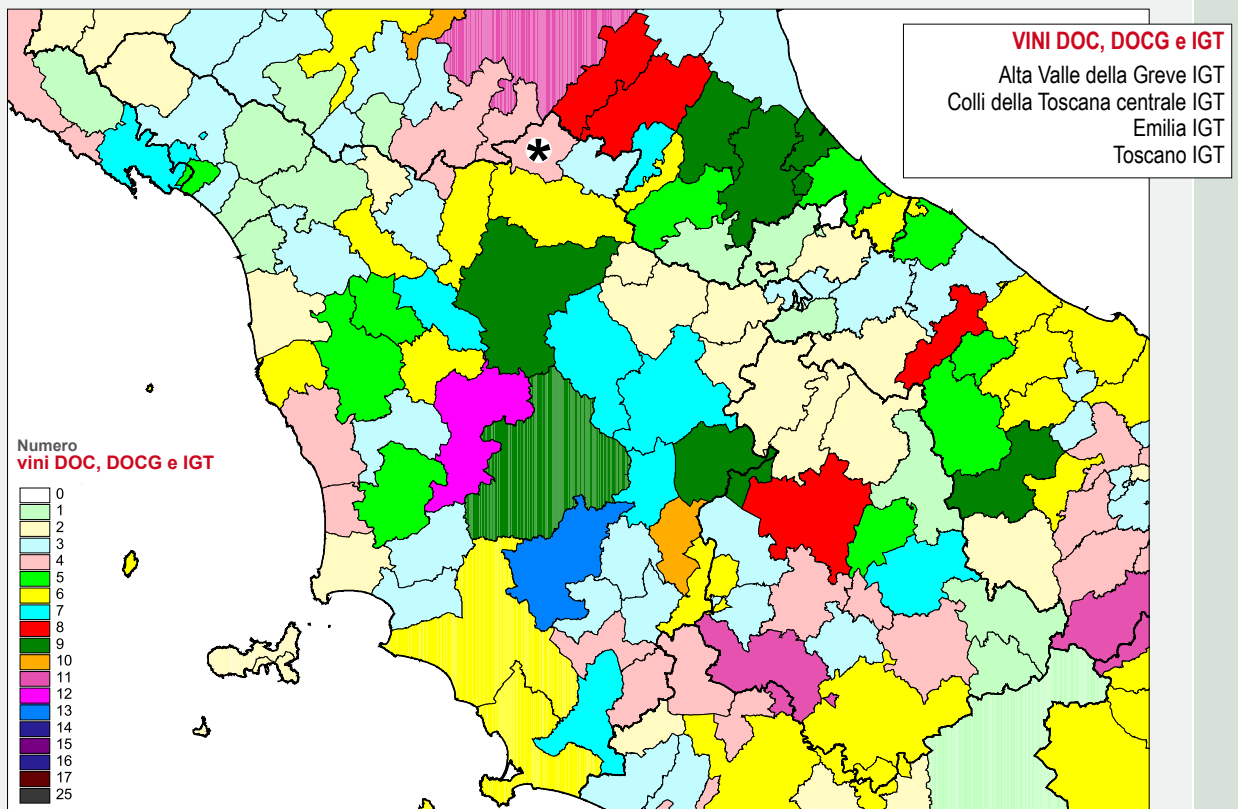 VINI DOC, DOCG e IGT
Alta Valle della Greve IGT
Colli della Toscana centrale IGT
Emilia IGT
Toscano IGT
*
Numero
vini DOC, DOCG e IGT
0
1
2
3
4
5
6
7
8
9
10
11
12
13
14
15
16
17
25